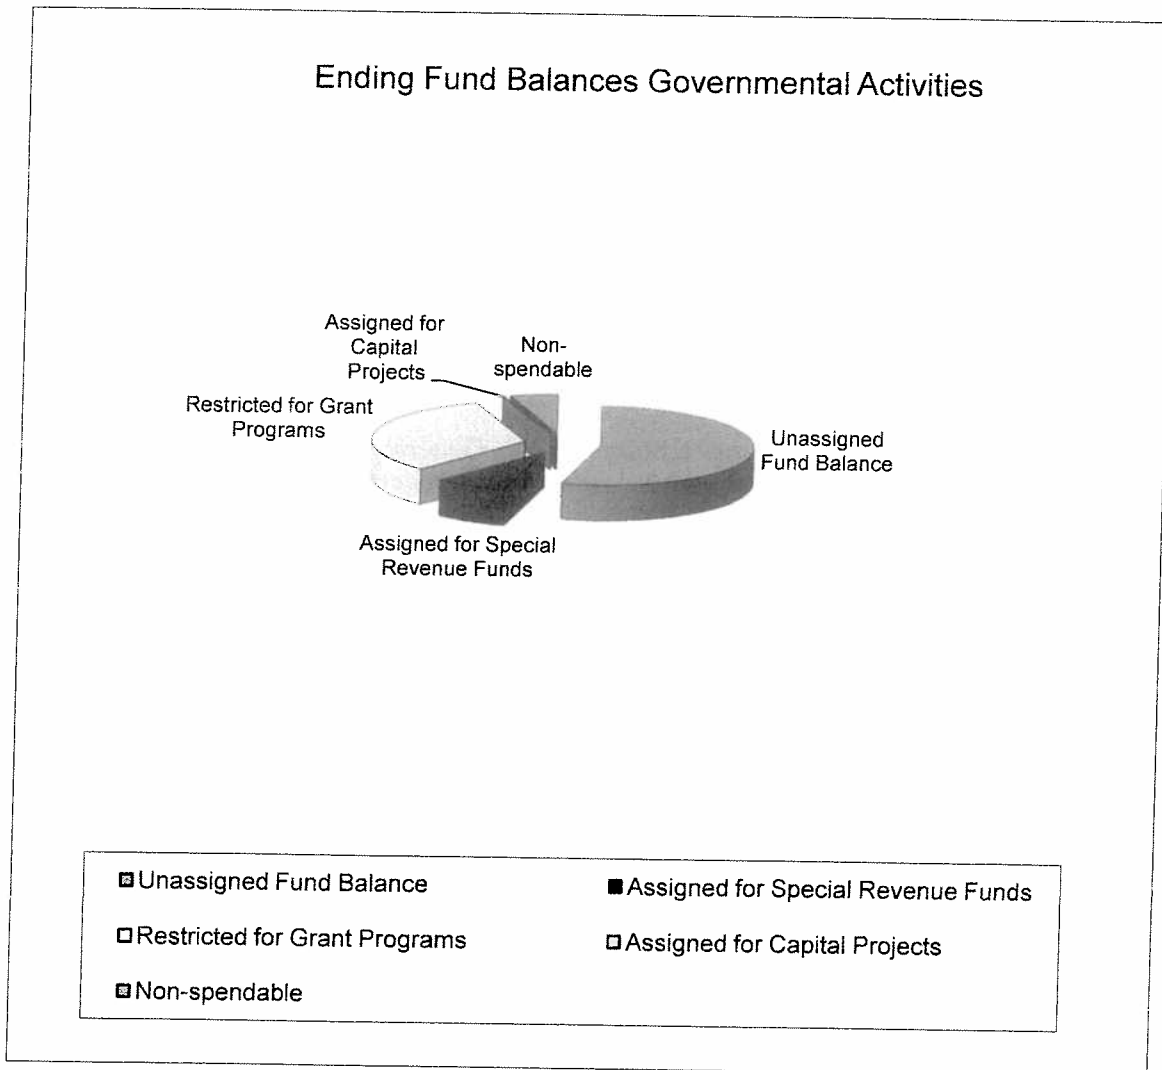 Ending Fund Balances Governmental Activities
Assigned for
Capital
Projects
Non-
spendable
Restricted for Grant
Programs
Unassigned
Fund Balance
Assigned for Special
Revenue Funds
Unassigned Fund Balance
Assigned for Special Revenue Funds
Restricted for Grant Programs
Assigned for Capital Projects
Non-spendable